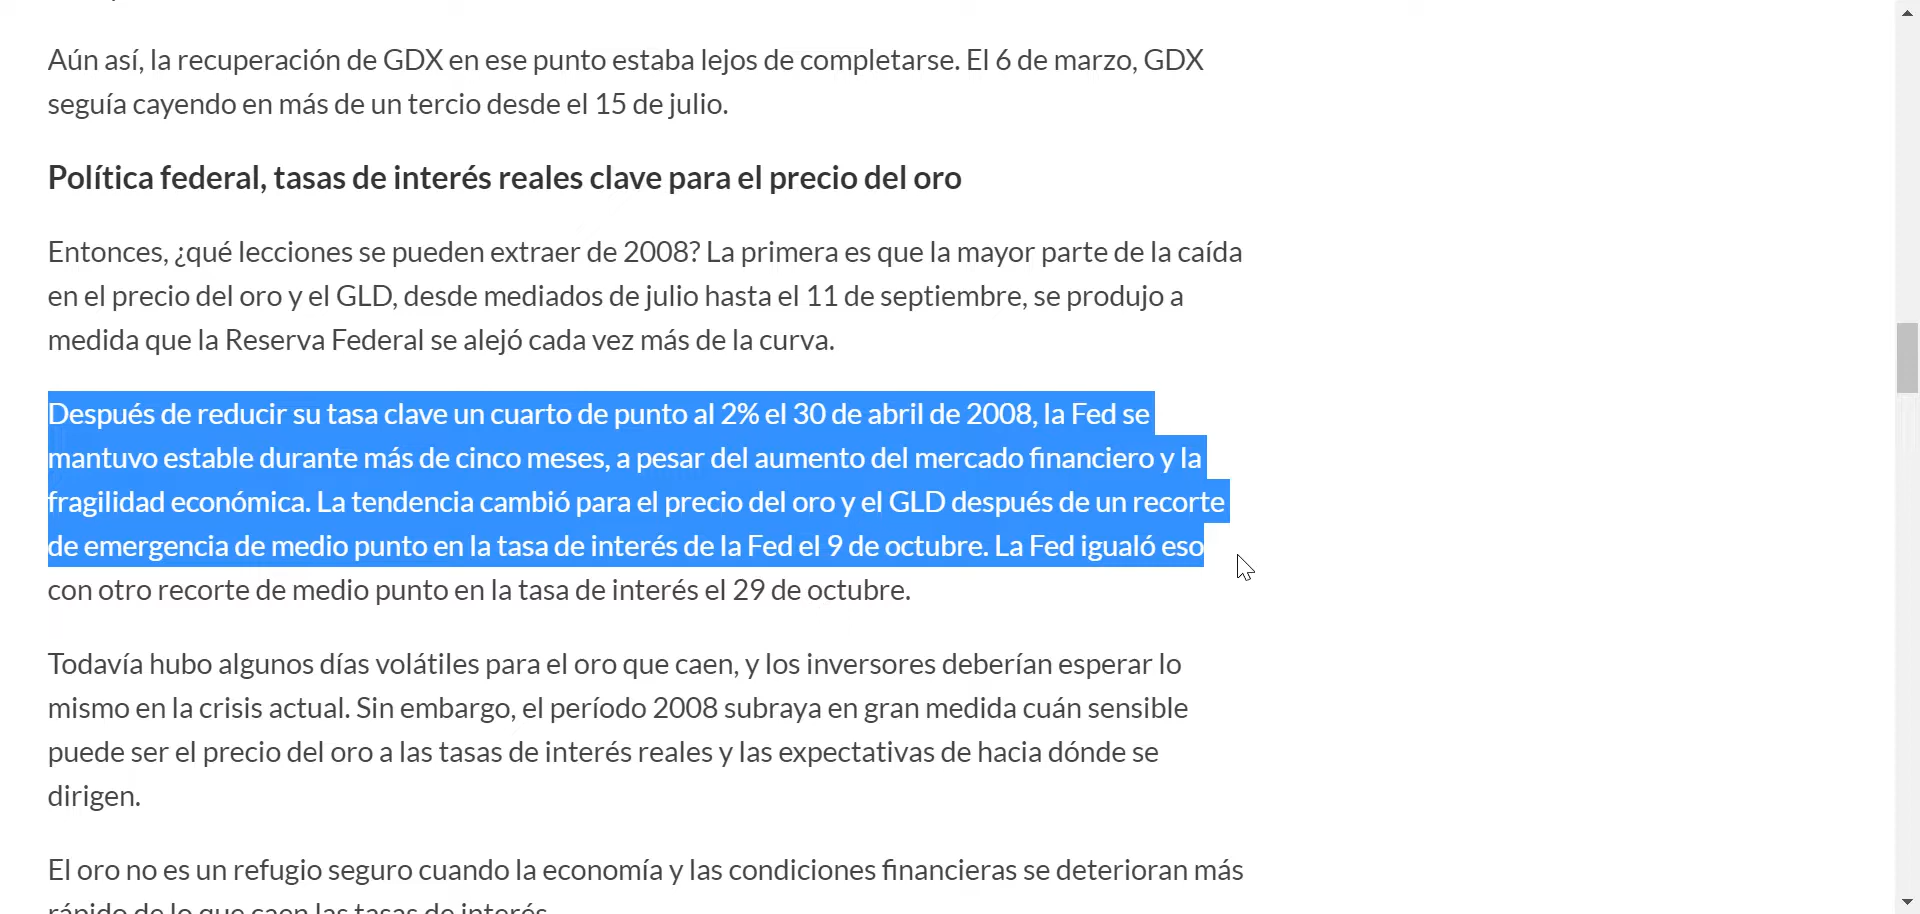 Aún así, la recuperación de GDX en ese punto estaba lejos de completarse. El 6 de marzo, GDX
seguía cayendo en más de un tercio desde el 15 de julio.
Política federal, tasas de interés reales clave para el precio del oro
Entonces, ¿qué lecciones se pueden extraer de 2008? La primera es que la mayor parte de la caída
en el precio del oro y el GLD, desde mediados de julio hasta el 11 de septiembre, se produjo a
medida que la Reserva Federal se alejó cada vez más de la curva.
Después de reducir su tasa clave un cuarto de punto al 2% el 30 de abril de 2008, la Fed se
mantuvo estable durante más de cinco meses, a pesar del aumento del mercado financiero y la
fragilidad económica. La tendencia cambió para el precio del oro y el GLD después de un recorte
de emergencia de medio punto en la tasa de interés de la Fed el 9 de octubre. La Fed igualó eso
con otro recorte de medio punto en la tasa de interés el 29 de octubre.
Todavía hubo algunos días volátiles para el oro que caen, y los inversores deberían esperar lo
mismo en la crisis actual. Sin embargo, el período 2008 subraya en gran medida cuán sensible
puede ser el precio del oro a las tasas de interés reales y las expectativas de hacia dónde se
dirigen.
El oro no es un refugio seguro cuando la economía y las condiciones financieras se deterioran más
rápido de lo que caen las tasas de interés.